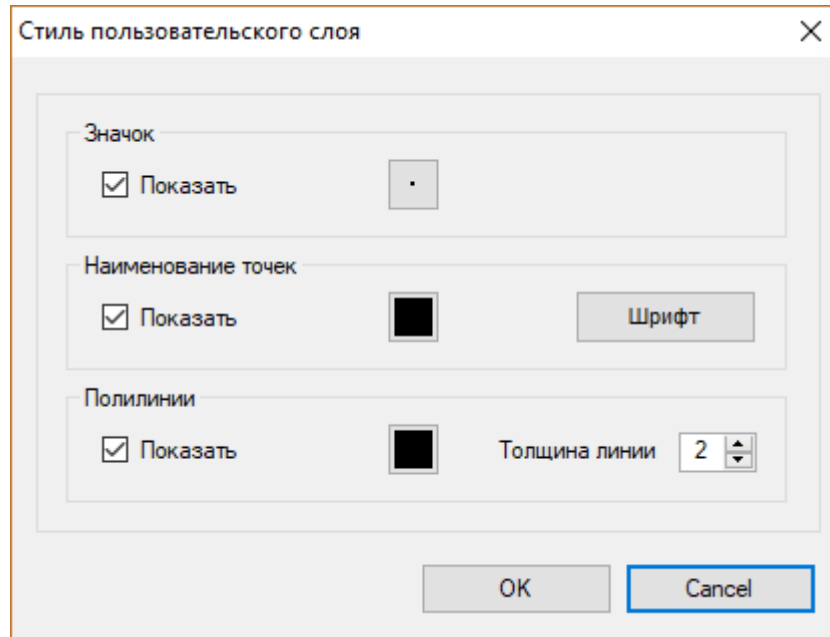 Стиль пользовательского слоя
Значок
Показать
Наименование точек
Показать
Шрифт
Полилинии
Показать
Толщина линии 2
OK Cancel